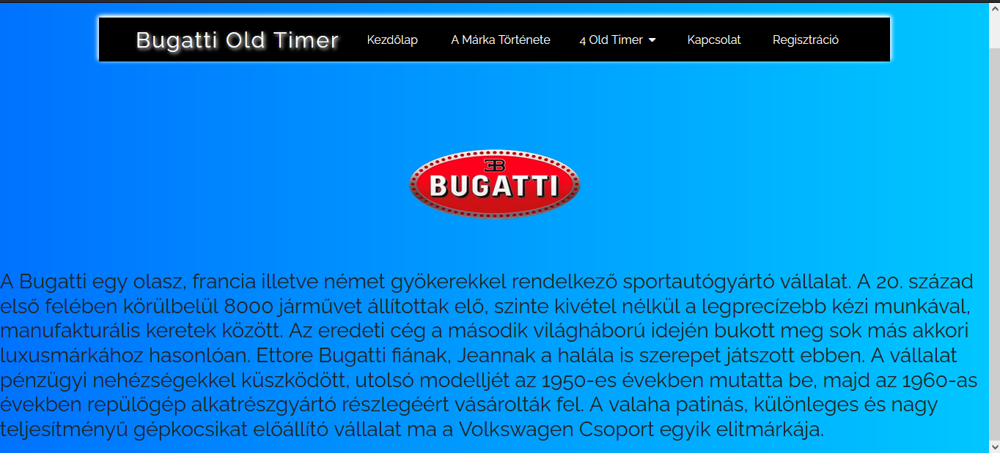 Bugatti Old Timer Kezdőlap A Márka Története 4 Old Timer Kapcsolat Regisztráció
EB
BUGATTI
A Bugatti egy olasz, francia illetve német gyökerekkel rendelkező sportautógyártó vállalat. A 20. század
első felében körülbelül 8000 járművet állítottak elő, szinte kivétel nélkül a legprecízebb kézi munkával,
manufakturális keretek között. Az eredeti cég a második világháború idején bukott meg sok más akkori
luxusmárkához hasonlóan. Ettore Bugatti fiának, Jeannak a halála is szerepet játszott ebben. A vállalat
pénzügyi nehézségekkel küszködött, utolsó modelljét az 1950-es években mutatta be, majd az 1960-as
években repülőgép alkatrészgyártó részlegéért vásárolták fel. A valaha patinás, különleges és nagy
teljesítményű gépkocsikat előállító vállalat ma a Volkswagen Csoport egyik elitmárkája.